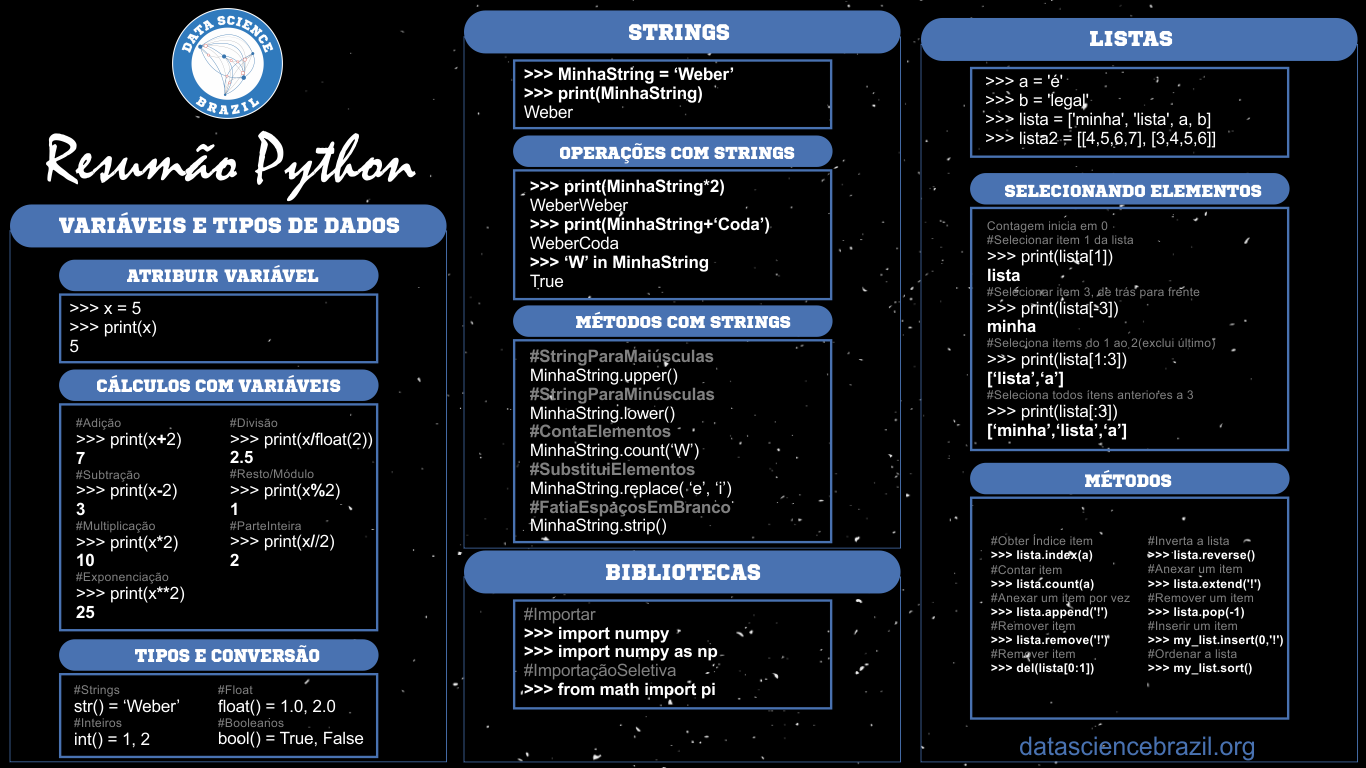 DATA SCIENCE
BRAZIL
Resumão Python
VARIÁVEIS E TIPOS DE DADOS
ATRIBUIR VARIÁVEL
>>> x = 5
>>> print(x)
5
CÁLCULOS COM VARIÁVEIS
#Adição
>>> print(x+2)
7
#Subtração
>>> print(x-2)
3
#Multiplicação
>>> print(x*2)
10
#Exponenciação
>>> print(x**2)
25
#Divisão
>>> print(x/float(2))
2.5
#Resto/Módulo
>>> print(x%2)
1
#ParteInteira
>>> print(x//2)
2
TIPOS E CONVERSÃO
#Strings
str() = ‘Weber’
#Inteiros
int() = 1, 2
#Float
float() = 1.0, 2.0
#Booleanos
bool() = True, False
STRINGS
>>> MinhaString = ‘Weber’
>>> print(MinhaString)
Weber
OPERAÇÕES COM STRINGS
>>> print(MinhaString*2)
WeberWeber
>>> print(MinhaString+‘Coda’)
WeberCoda
>>> ‘W’ in MinhaString
True
MÉTODOS COM STRINGS
#StringParaMaiúsculas
MinhaString.upper()
#StringParaMinúsculas
MinhaString.lower()
#ContaElementos
MinhaString.count(‘W’)
#SubstituiElementos
MinhaString.replace( ‘e’, ‘i’)
#FatiaEspaçosEmBranco
MinhaString.strip()
BIBLIOTECAS
#Importar
>>> import numpy
>>> import numpy as np
#ImportaçãoSeletiva
>>> from math import pi
LISTAS
>>> a = 'é'
>>> b = 'legal'
>>> lista = ['minha', 'lista', a, b]
>>> lista2 = [[4,5,6,7], [3,4,5,6]]
SELECIONANDO ELEMENTOS
Contagem inicia em 0
#Selecionar item 1 da lista
>>> print(lista[1])
lista
#Selecionar item 3, de trás para frente
>>> print(lista[-3])
minha
#Seleciona items do 1 ao 2(exclui último)
>>> print(lista[1:3])
[‘lista’,‘a’]
#Seleciona todos itens anteriores a 3
>>> print(lista[:3])
[‘minha’,‘lista’,‘a’]
MÉTODOS
#Obter Índice item
>>> lista.index(a)
#Contar item
>>> lista.count(a)
#Anexar um item por vez
>>> lista.append('!')
#Remover item
>>> lista.remove('!')
#Remover item
>>> del(lista[0:1])
#Inverta a lista
>>> lista.reverse()
#Anexar um item
>>> lista.extend('!')
#Remover um item
>>> lista.pop(-1)
#Inserir um item
>>> my_list.insert(0,'!')
#Ordenar a lista
>>> my_list.sort()
datasciencebrazil.org